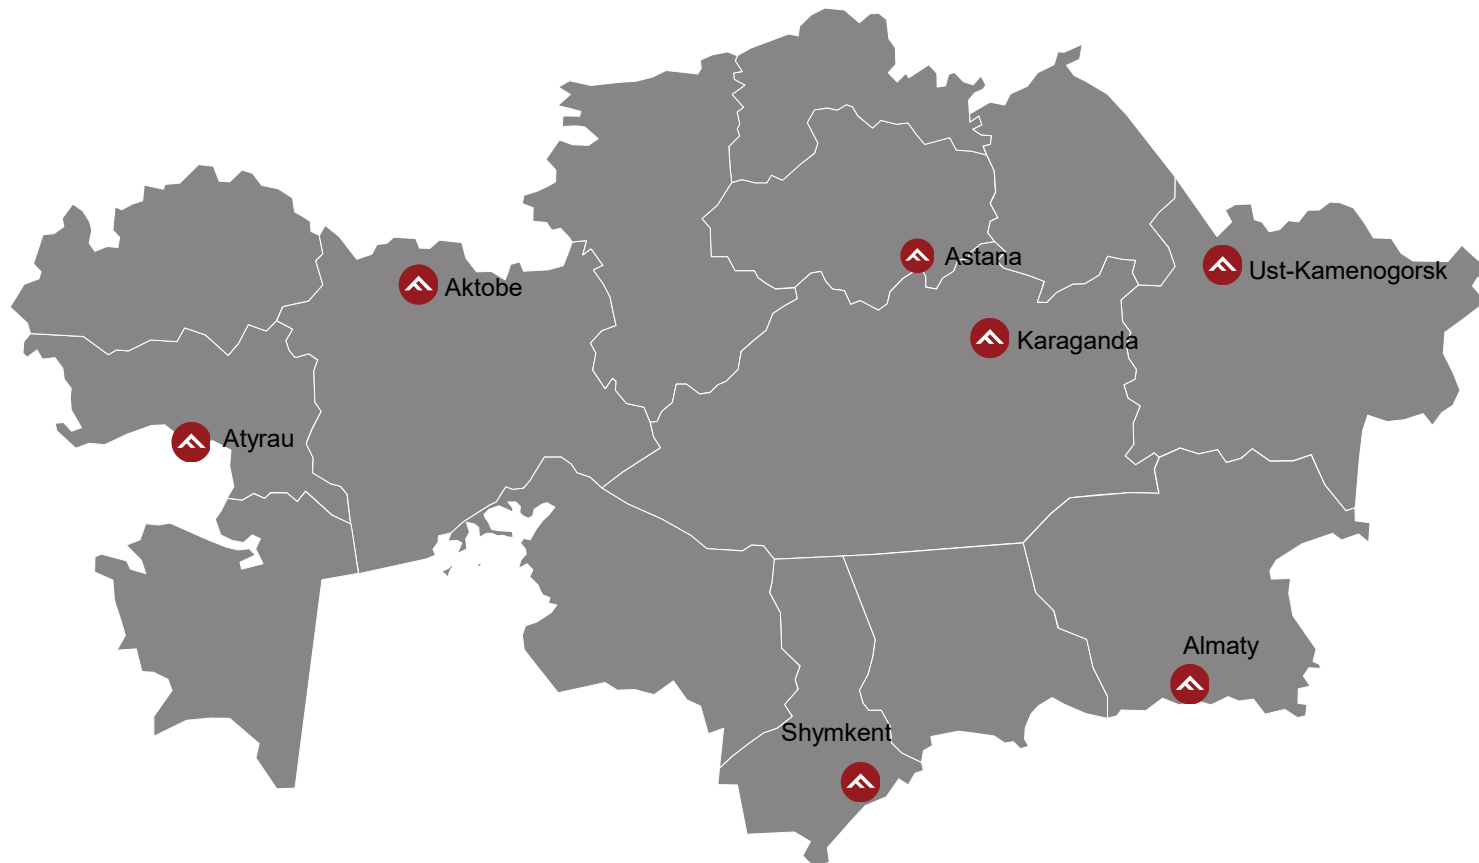 Astana
Ust-Kamenogorsk
Aktobe
Karaganda
Atyrau
Almaty
Shymkent